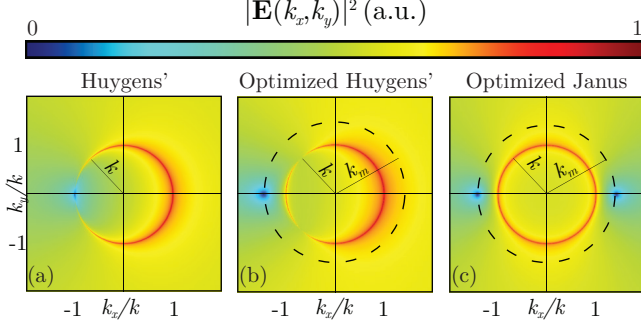 |E(kx,ky)|² (a.u.)
0 1
Huygens' Optimized Huygens' Optimized Janus
ky/k
1
-1
k
k km
k km
(a) (b) (c)
-1 kx/k 1 -1 kx/k 1 -1 kx/k 1